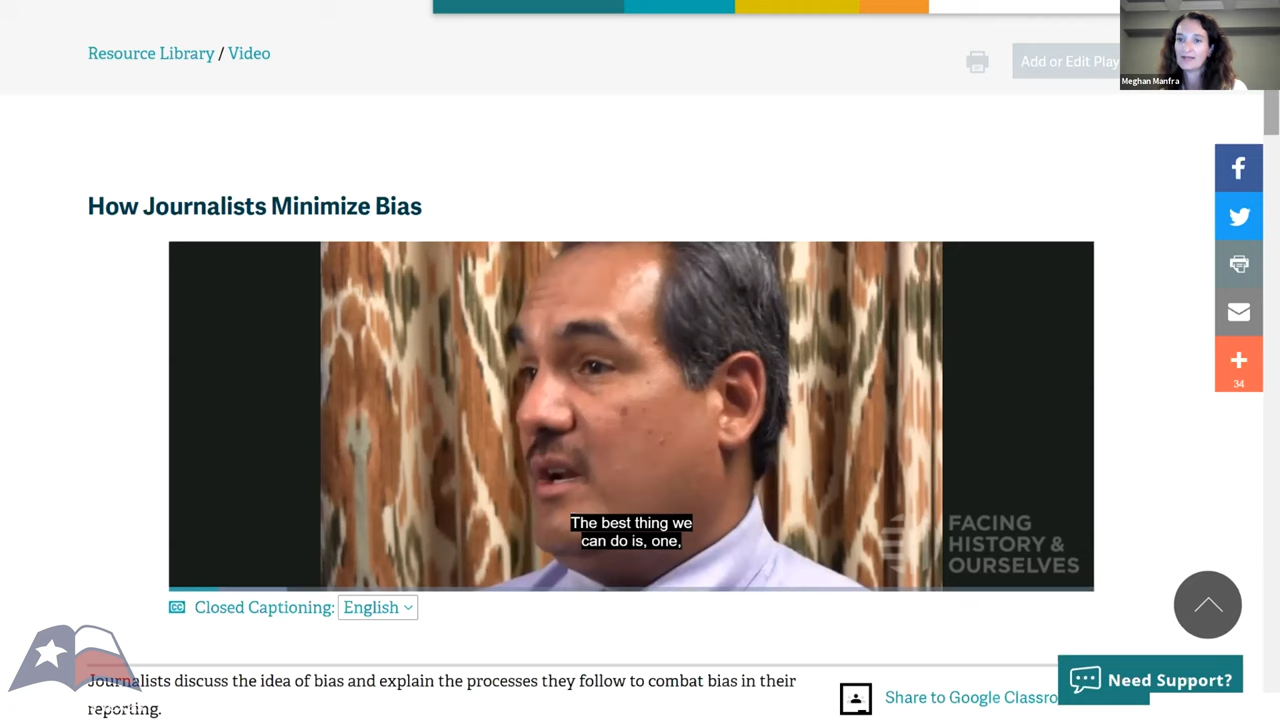 Resource Library / Video
Add or Edit Play
Meghan Manfra
How Journalists Minimize Bias
The best thing we
can do is, one,
FACING
HISTORY &
OURSELVES
34
CC Closed Captioning: English
Journalists discuss the idea of bias and explain the processes they follow to combat bias in their
reporting.
Share to Google Classro
Need Support?